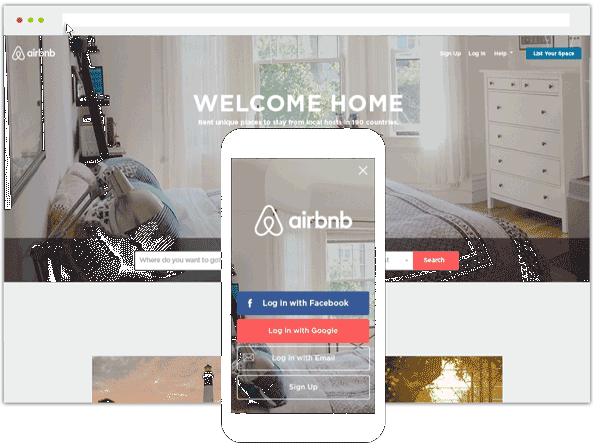 airbnb
Sign Up Log In Help List Your Space
WELCOME HOME
Rent unique places to stay from local hosts in 190 countries.
Where do you want to go?
Search
airbnb
Log in with Facebook
Log in with Google
Log in with Email
Sign Up